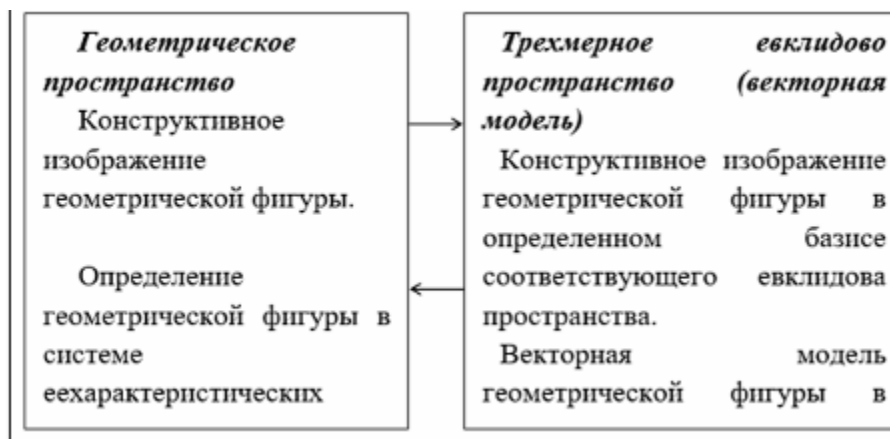 Геометрическое
пространство
Конструктивное
изображение
геометрической фигуры.
Определение
геометрической фигуры в
системе
еехарактеристических
Трехмерное евклидово
пространство (векторная
модель)
Конструктивное изображение
геометрической фигуры в
определенном базисе
соответствующего евклидова
пространства.
Векторная модель
геометрической фигуры в